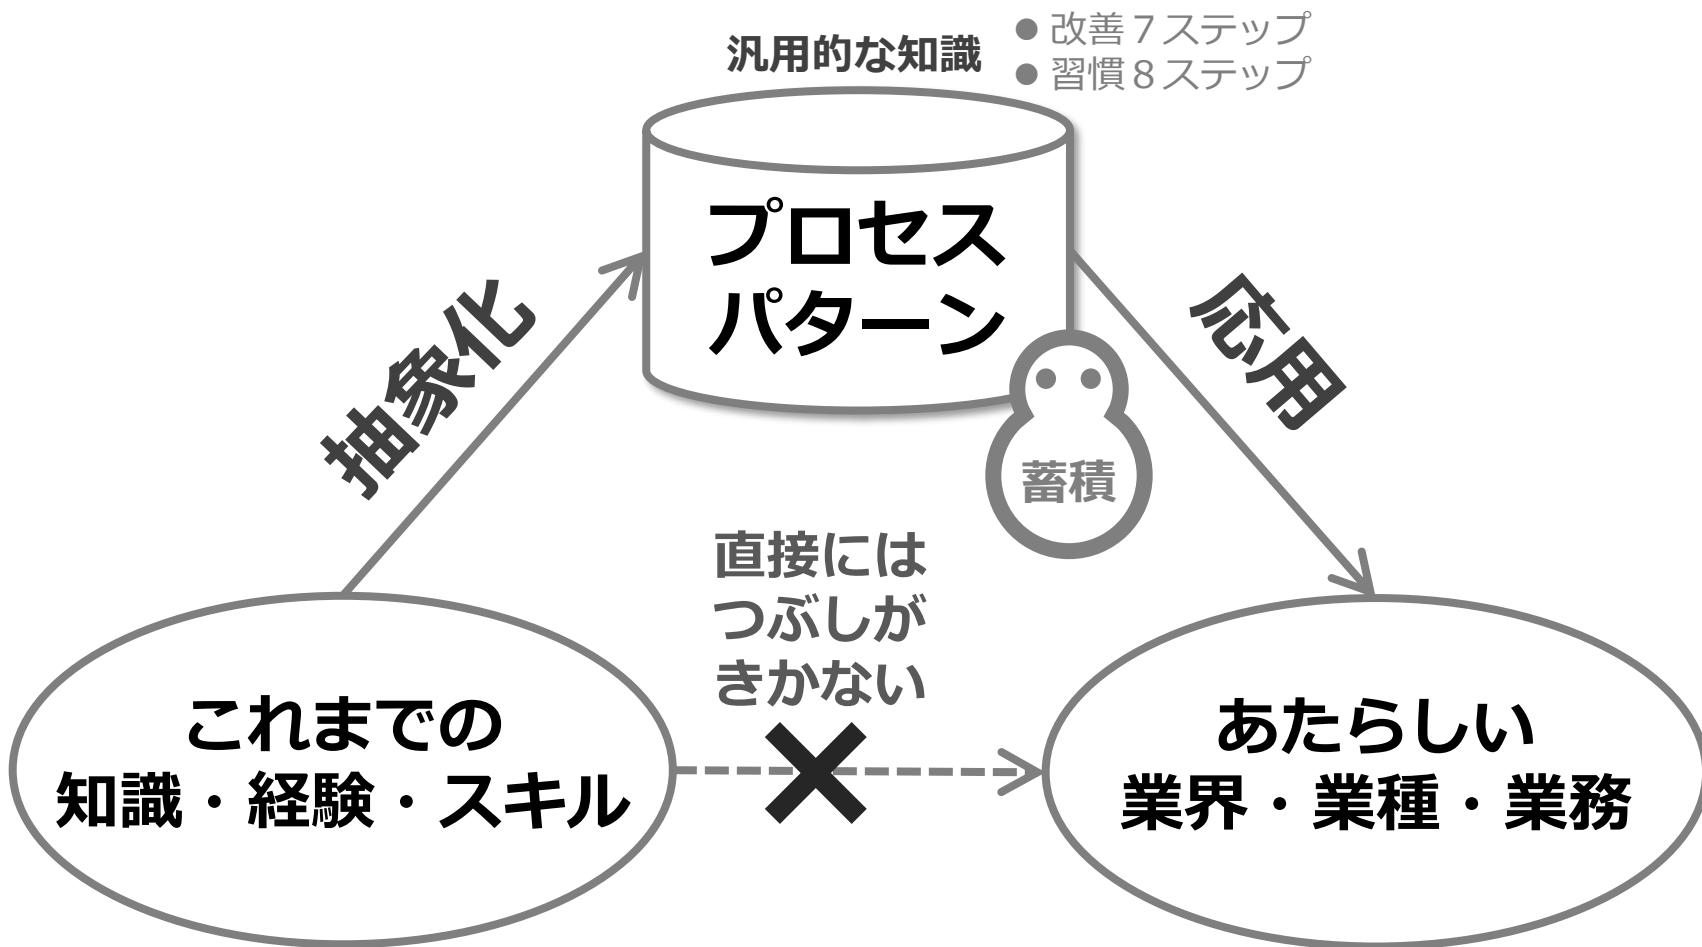 汎用的な知識
● 改善７ステップ
● 習慣８ステップ
プロセス
パターン
抽象化
応用
蓄積
直接には
つぶしが
きかない
これまでの
知識・経験・スキル
あたらしい
業界・業種・業務